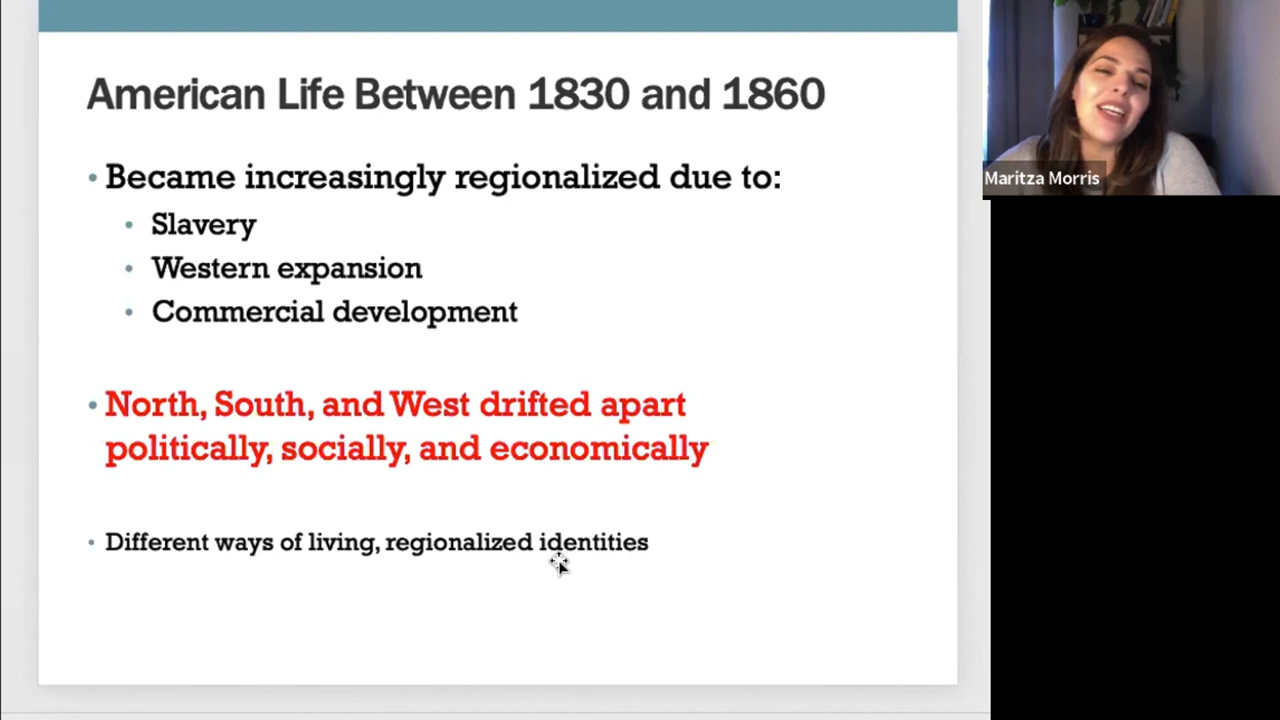 American Life Between 1830 and 1860
• Became increasingly regionalized due to:
• Slavery
• Western expansion
• Commercial development
• North, South, and West drifted apart
politically, socially, and economically
• Different ways of living, regionalized identities
Maritza Morris